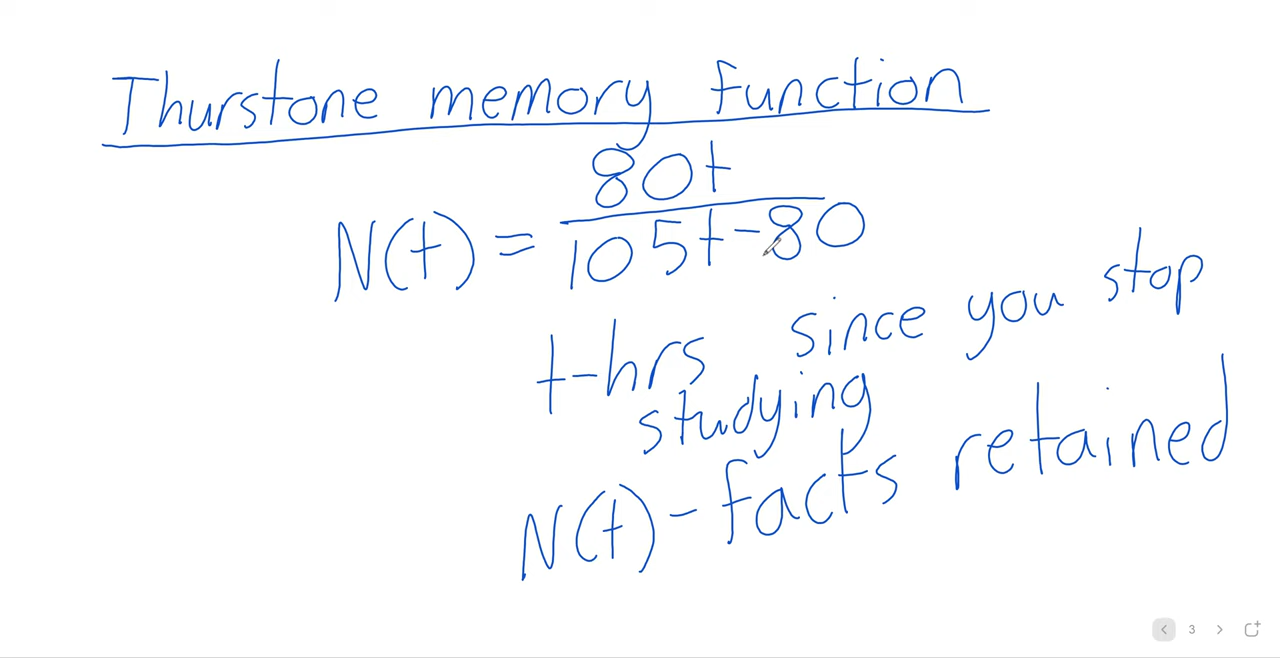 Thurstone memory function
N(t) = 80t
105t-80
t-hrs since you stop
studying
N(t) - facts retained
3